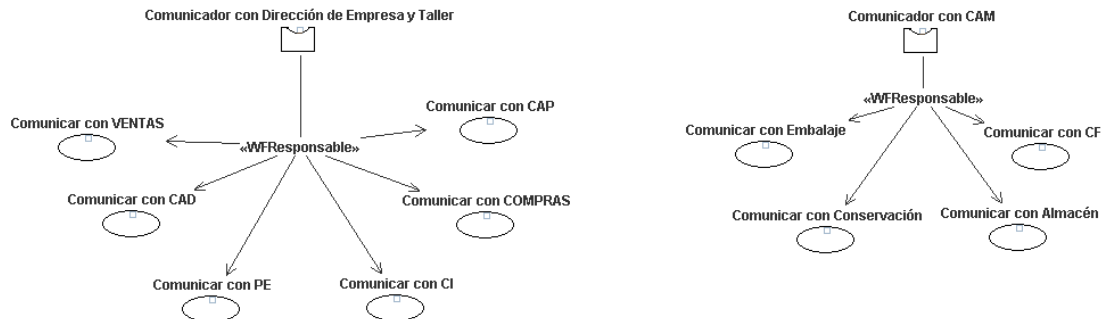 Comunicador con Dirección de Empresa y Taller
Comunicar con CAP
Comunicar con VENTAS
«WFResponsable»
Comunicar con CAD
Comunicar con COMPRAS
Comunicar con PE
Comunicar con CI
Comunicador con CAM
«WFResponsable»
Comunicar con Embalaje
Comunicar con CF
Comunicar con Conservación
Comunicar con Almacén